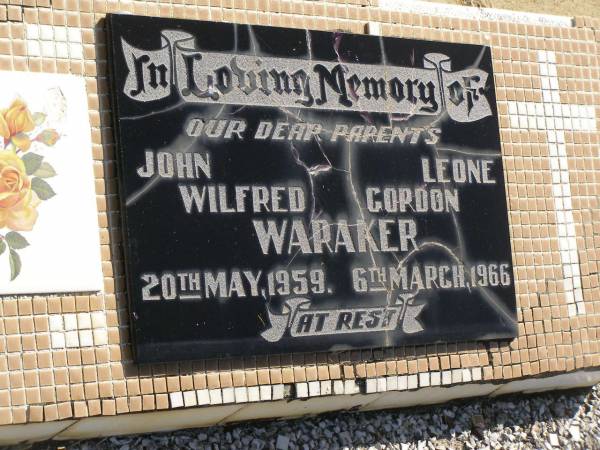 In Loving Memory of
OUR DEAR PARENTS
JOHN LEONE
WILFRED GORDON
WARAKER
20TH MAY, 1959. 6TH MARCH, 1966
AT REST